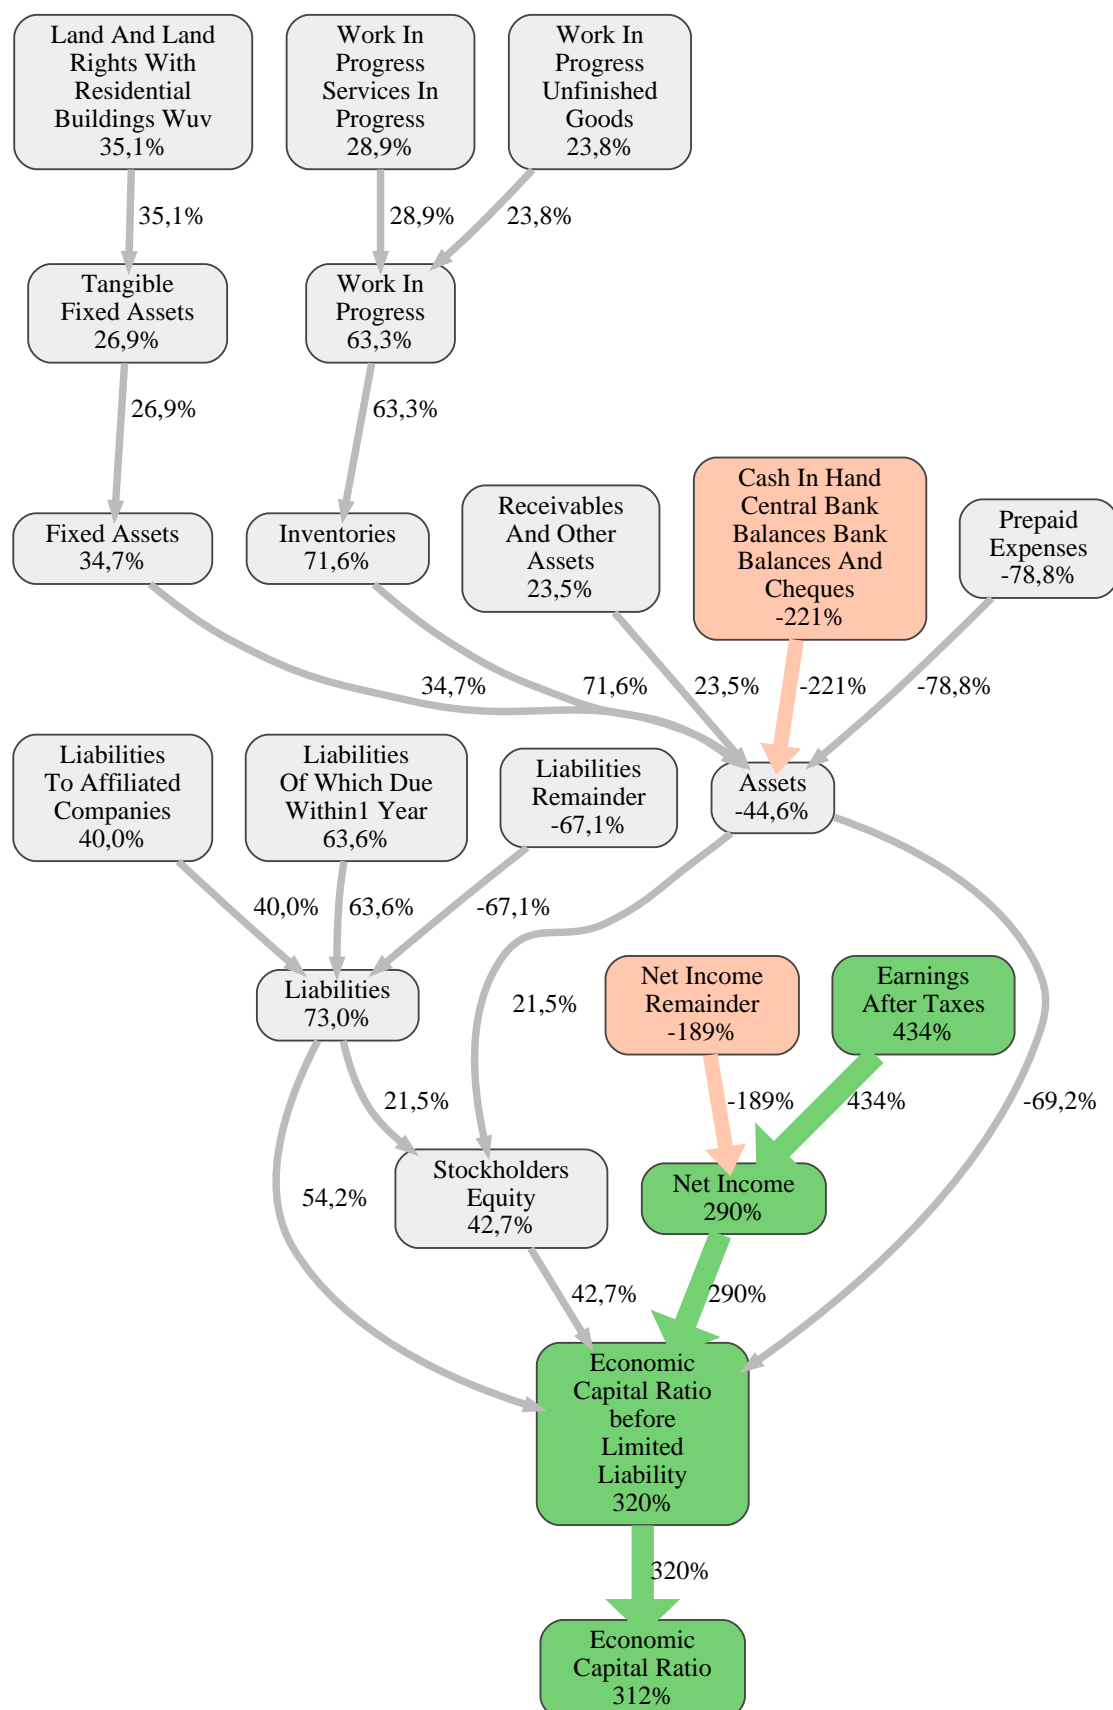 Land And Land
Rights With
Residential
Buildings Wuv
35,1%
Work In
Progress
Services In
Progress
28,9%
Work In
Progress
Unfinished
Goods
23,8%
35,1%
28,9%
23,8%
Tangible
Fixed Assets
26,9%
Work In
Progress
63,3%
26,9%
63,3%
Fixed Assets
34,7%
Inventories
71,6%
Receivables
And Other
Assets
23,5%
Cash In Hand
Central Bank
Balances Bank
Balances And
Cheques
-221%
Prepaid
Expenses
-78,8%
34,7%
71,6%
23,5%
-221%
-78,8%
Liabilities
To Affiliated
Companies
40,0%
Liabilities
Of Which Due
Within1 Year
63,6%
Liabilities
Remainder
-67,1%
Assets
-44,6%
40,0%
63,6%
-67,1%
Liabilities
73,0%
21,5%
Net Income
Remainder
-189%
Earnings
After Taxes
434%
21,5%
-189%
434%
-69,2%
54,2%
Stockholders
Equity
42,7%
Net Income
290%
42,7%
290%
Economic
Capital Ratio
before
Limited
Liability
320%
320%
Economic
Capital Ratio
312%